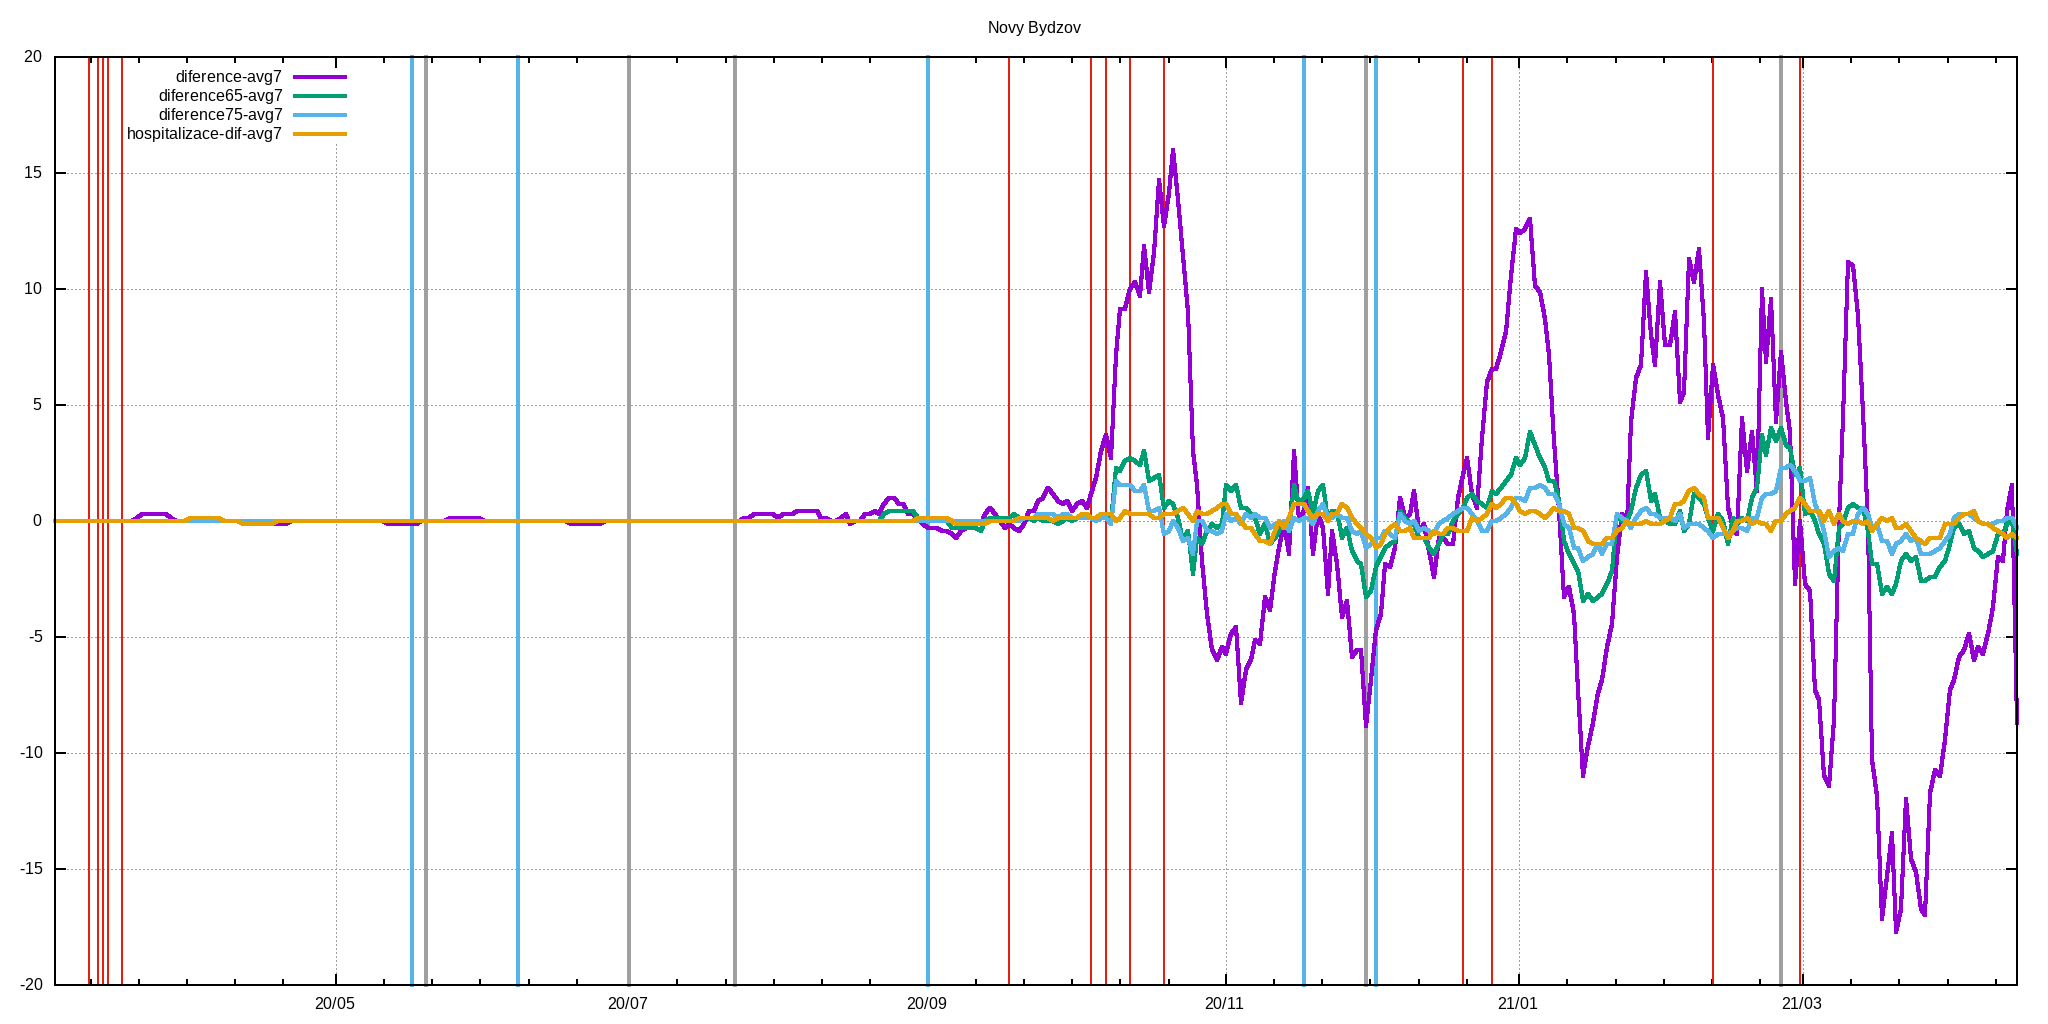 Novy Bydzov
20
diference-avg7
diference65-avg7
diference75-avg7
hospitalizace-dif-avg7
15
10
5
0
-5
-10
-15
-20
20/05 20/07 20/09 20/11 21/01 21/03